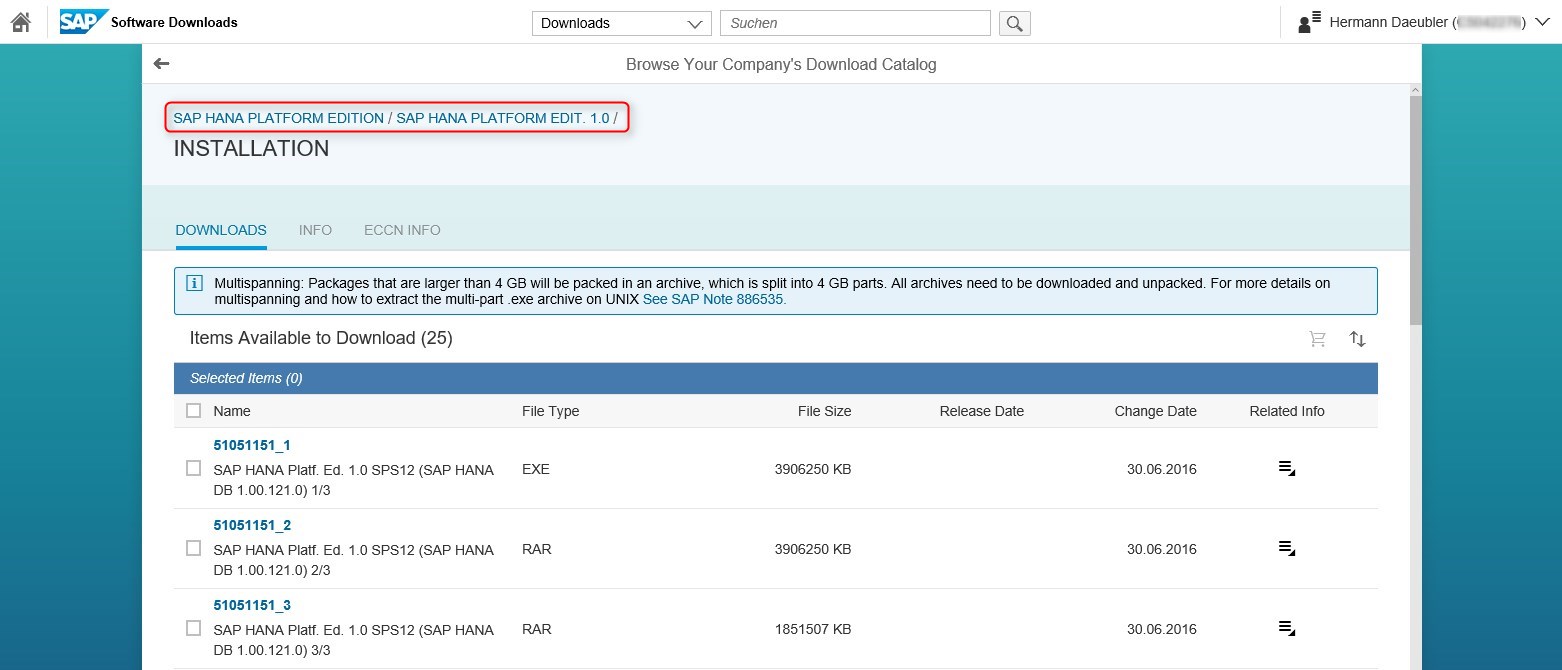 SAP Software Downloads
Downloads
Suchen
Hermann Daeubler (
)
Browse Your Company's Download Catalog
SAP HANA PLATFORM EDITION / SAP HANA PLATFORM EDIT. 1.0 /
INSTALLATION
DOWNLOADS INFO ECCN INFO
Multispanning: Packages that are larger than 4 GB will be packed in an archive, which is split into 4 GB parts. All archives need to be downloaded and unpacked. For more details on
multispanning and how to extract the multi-part .exe archive on UNIX See SAP Note 886535.
Items Available to Download (25)
Selected Items (0)
Name File Type File Size Release Date Change Date Related Info
51051151_1
SAP HANA Platf. Ed. 1.0 SPS12 (SAP HANA EXE 3906250 KB 30.06.2016
DB 1.00.121.0) 1/3
51051151_2
SAP HANA Platf. Ed. 1.0 SPS12 (SAP HANA RAR 3906250 KB 30.06.2016
DB 1.00.121.0) 2/3
51051151_3
SAP HANA Platf. Ed. 1.0 SPS12 (SAP HANA RAR 1851507 KB 30.06.2016
DB 1.00.121.0) 3/3